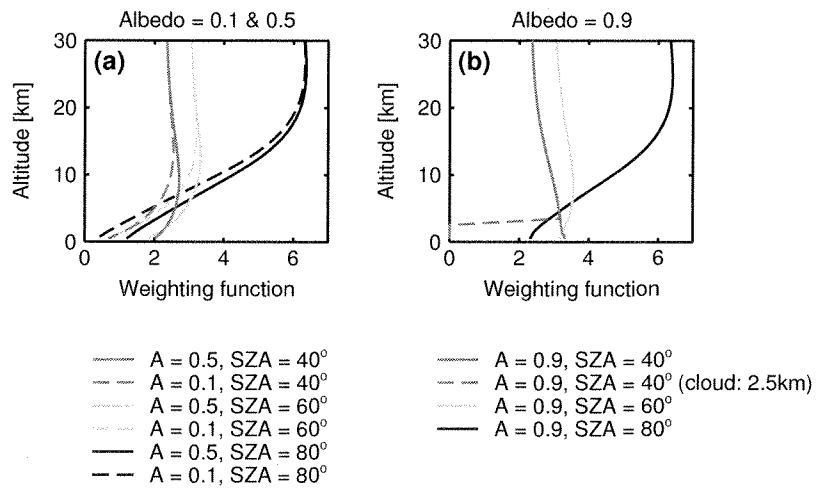 Albedo = 0.1 & 0.5
(a)
Altitude [km]
30
20
10
0
0 2 4 6
Weighting function
A = 0.5, SZA = 40°
A = 0.1, SZA = 40°
A = 0.5, SZA = 60°
A = 0.1, SZA = 60°
A = 0.5, SZA = 80°
A = 0.1, SZA = 80°
Albedo = 0.9
(b)
Altitude [km]
30
20
10
0
0 2 4 6
Weighting function
A = 0.9, SZA = 40°
A = 0.9, SZA = 40° (cloud: 2.5km)
A = 0.9, SZA = 60°
A = 0.9, SZA = 80°